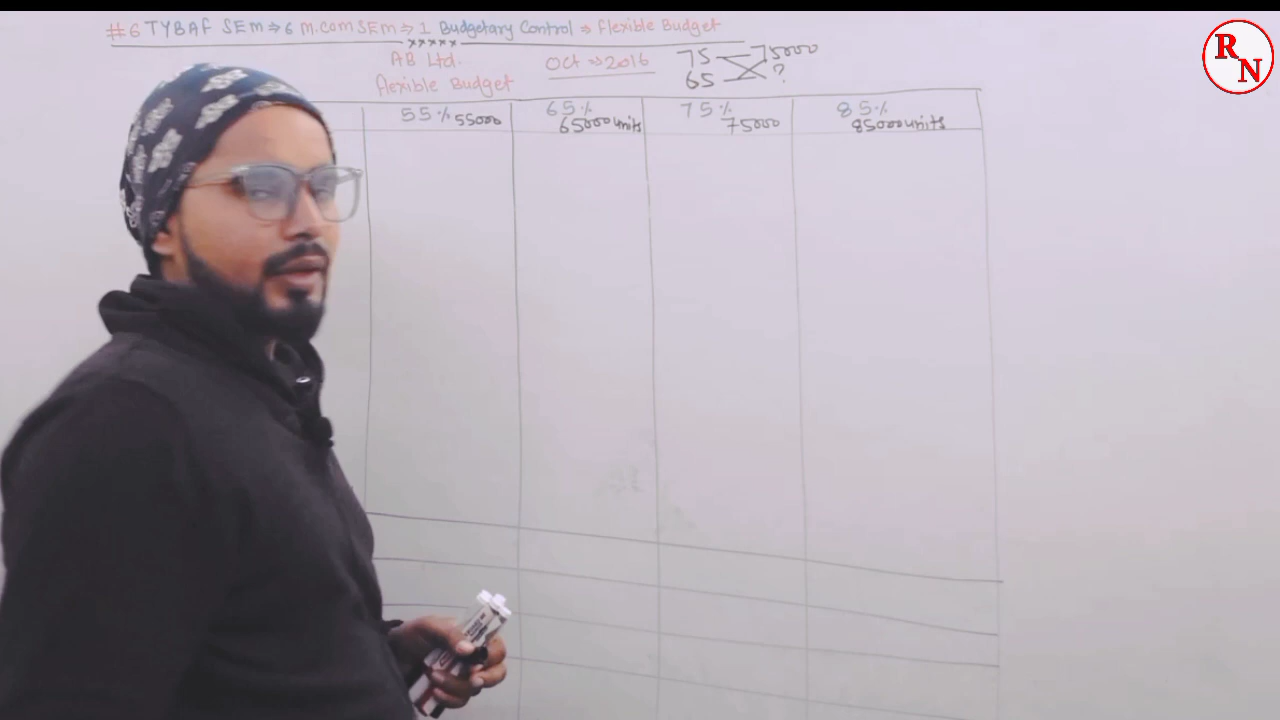 #6 TYBAF SEM ⇒ 6 M.COM SEM ⇒ 1 Budgetary Control ⇒ Flexible Budget
xxxxx
AB Ltd.
Oct ⇒ 2016
75 75000
flexible Budget
65 ?
55% 55000
65% 65000 units
75% 75000
85% 85000 units
R
N